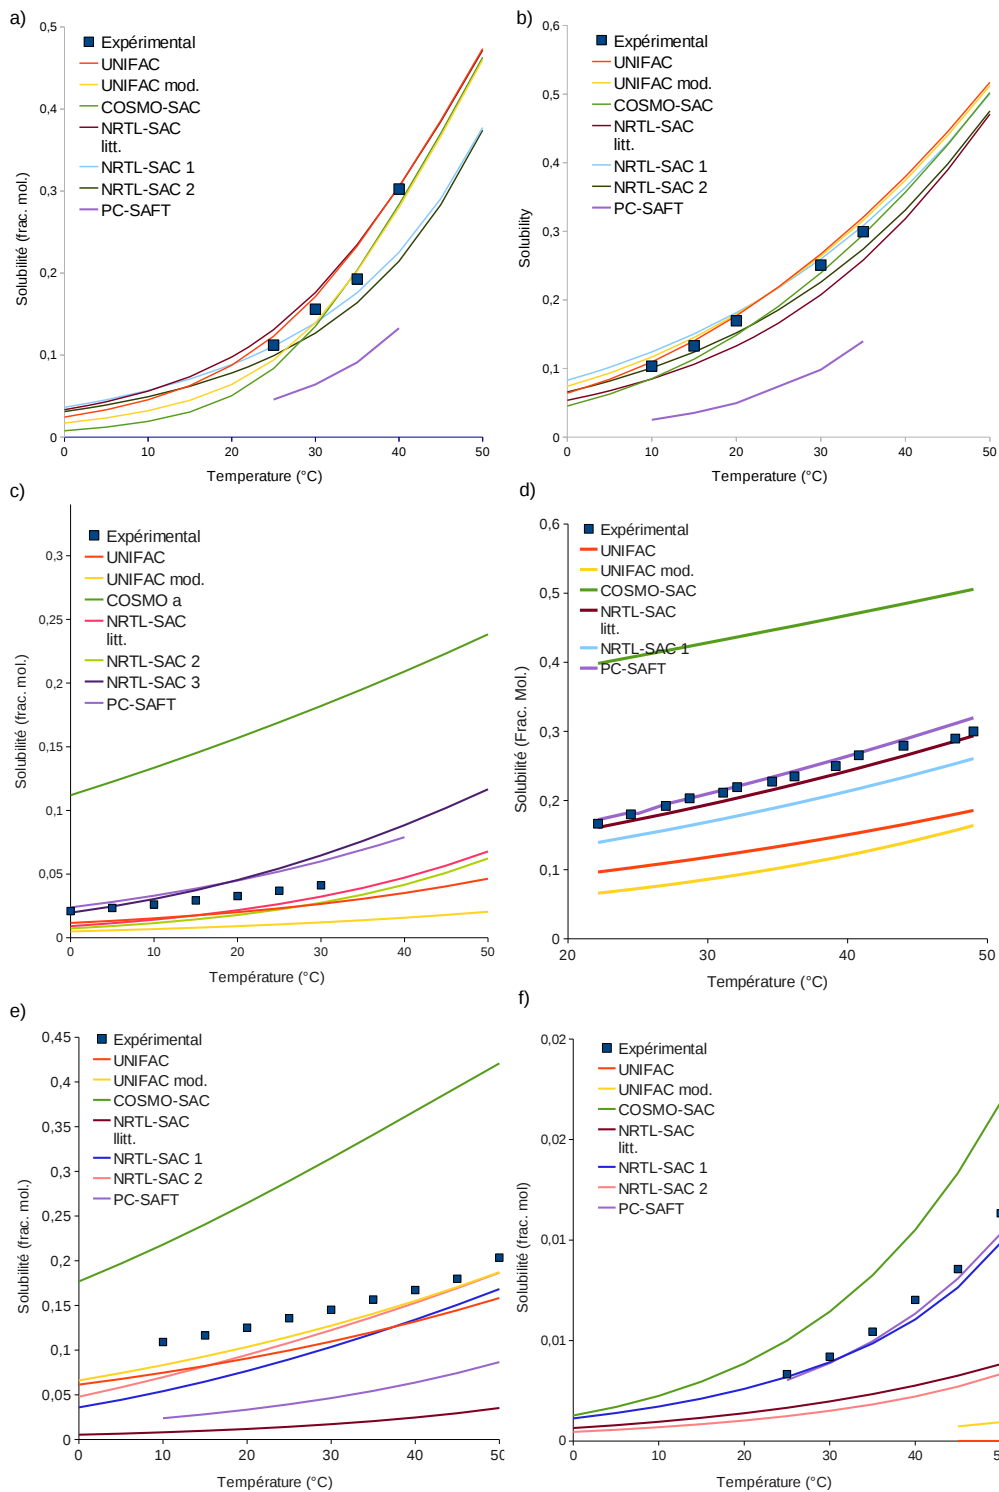 a)
0,5
0,4
0,3
0,2
0,1
0
0
10
20
30
40
50
Solubilité (frac. mol.)
Temperature (°C)
Expérimental
UNIFAC
UNIFAC mod.
COSMO-SAC
NRTL-SAC
litt.
NRTL-SAC 1
NRTL-SAC 2
PC-SAFT
b)
0,6
0,5
0,4
0,3
0,2
0,1
0
0
10
20
30
40
50
Solubility
Temperature (°C)
Expérimental
UNIFAC
UNIFAC mod.
COSMO-SAC
NRTL-SAC
litt.
NRTL-SAC 1
NRTL-SAC 2
PC-SAFT
c)
0,3
0,25
0,2
0,15
0,1
0,05
0
0
10
20
30
40
50
Solubilité (frac. mol.)
Température (°C)
Expérimental
UNIFAC
UNIFAC mod.
COSMO a
NRTL-SAC
litt.
NRTL-SAC 2
NRTL-SAC 3
PC-SAFT
d)
0,6
0,5
0,4
0,3
0,2
0,1
0
20
30
40
50
Solubilité (Frac. Mol.)
Température (°C)
Expérimental
UNIFAC
UNIFAC mod.
COSMO-SAC
NRTL-SAC
litt.
NRTL-SAC 1
PC-SAFT
e)
0,45
0,4
0,35
0,3
0,25
0,2
0,15
0,1
0,05
0
0
10
20
30
40
50
Solubilité (frac. mol.)
Température (°C)
Expérimental
UNIFAC
UNIFAC mod.
COSMO-SAC
NRTL-SAC
llitt.
NRTL-SAC 1
NRTL-SAC 2
PC-SAFT
f)
0,02
0,02
0,01
0,01
0
0
10
20
30
40
Solubilité (frac. mol)
Température (°C)
Expérimental
UNIFAC
UNIFAC mod.
COSMO-SAC
NRTL-SAC
litt.
NRTL-SAC 1
NRTL-SAC 2
PC-SAFT